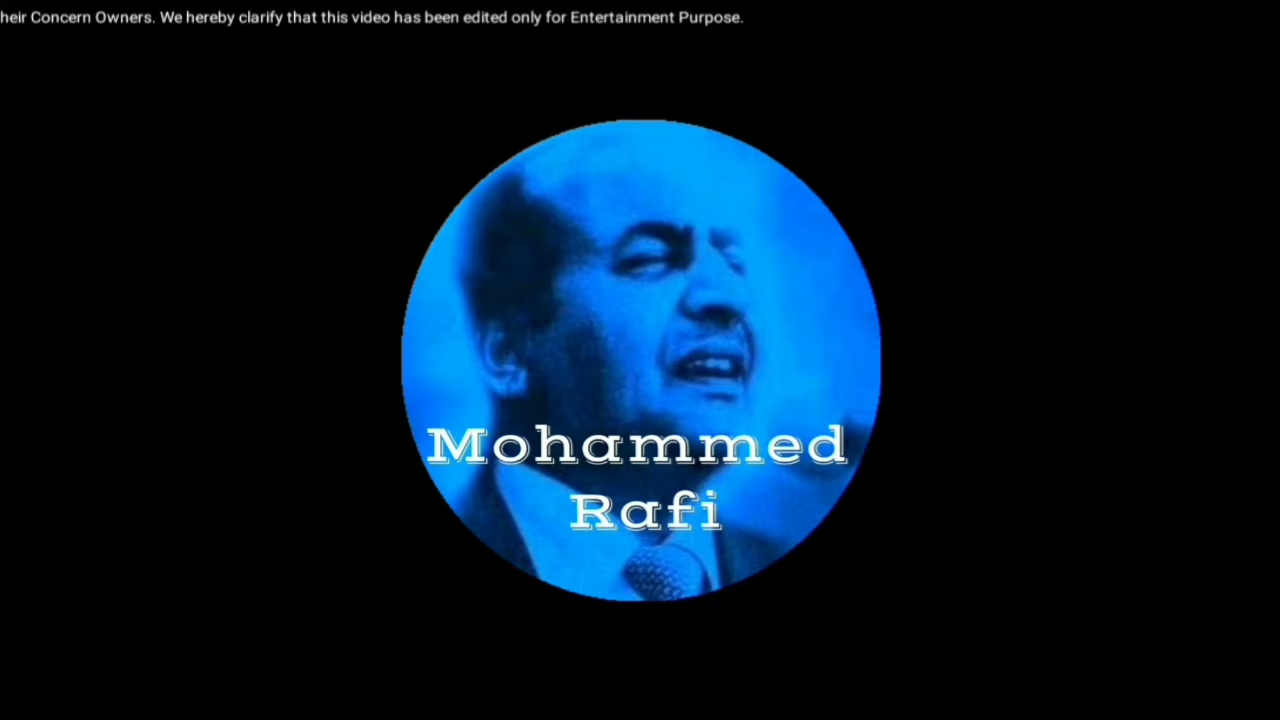 heir Concern Owners. We hereby clarify that this video has been edited only for Entertainment Purpose.
Mohammed
Rafi